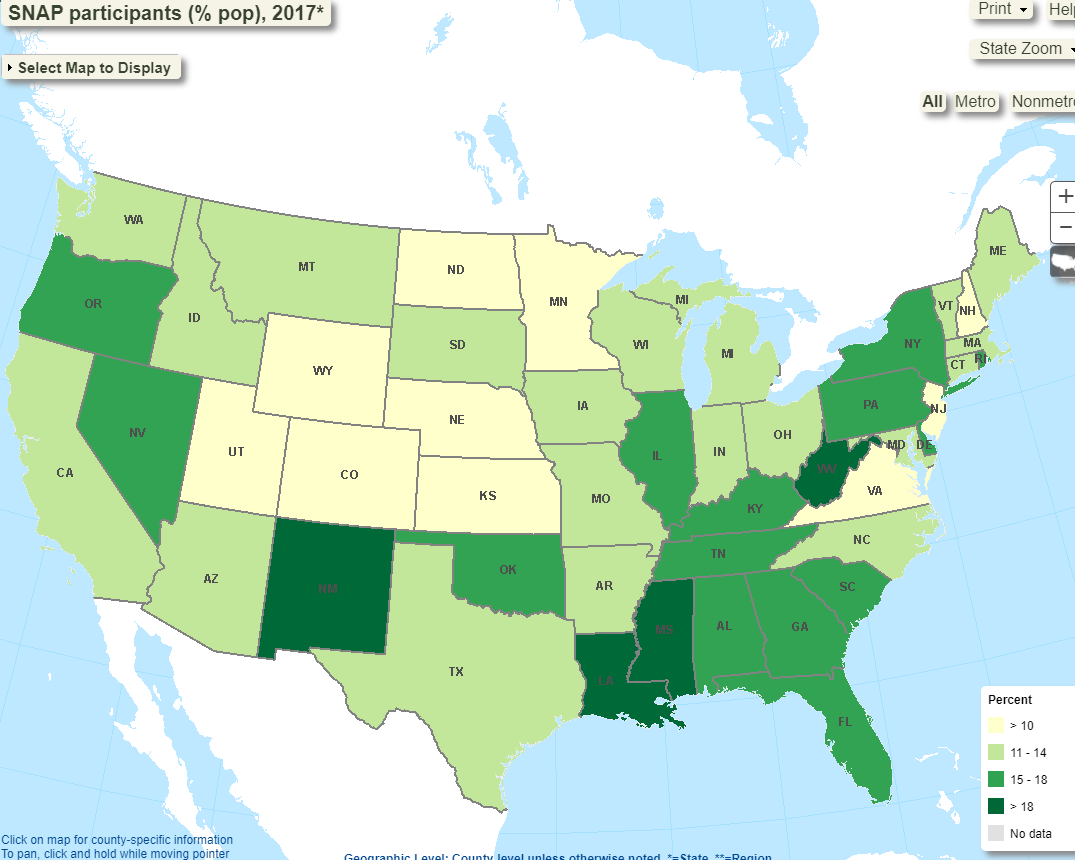 SNAP participants (% pop), 2017*
Print
Help
Select Map to Display
State Zoom
All Metro Nonmetro
+
−
WA
MT
ND
MN
ME
OR
ID
SD
WI
MI
MI
VT
NH
NY
MA
CT
RI
WY
NE
IA
PA
NJ
NV
UT
CO
KS
IL
IN
OH
MD
DE
WV
CA
MO
KY
VA
AZ
NM
OK
AR
TN
NC
SC
TX
LA
MS
AL
GA
FL
Percent
> 10
11 - 14
15 - 18
> 18
No data
Click on map for county-specific information
To pan, click and hold while moving pointer
Geographic Level: County level unless otherwise noted. *=State, **=Region